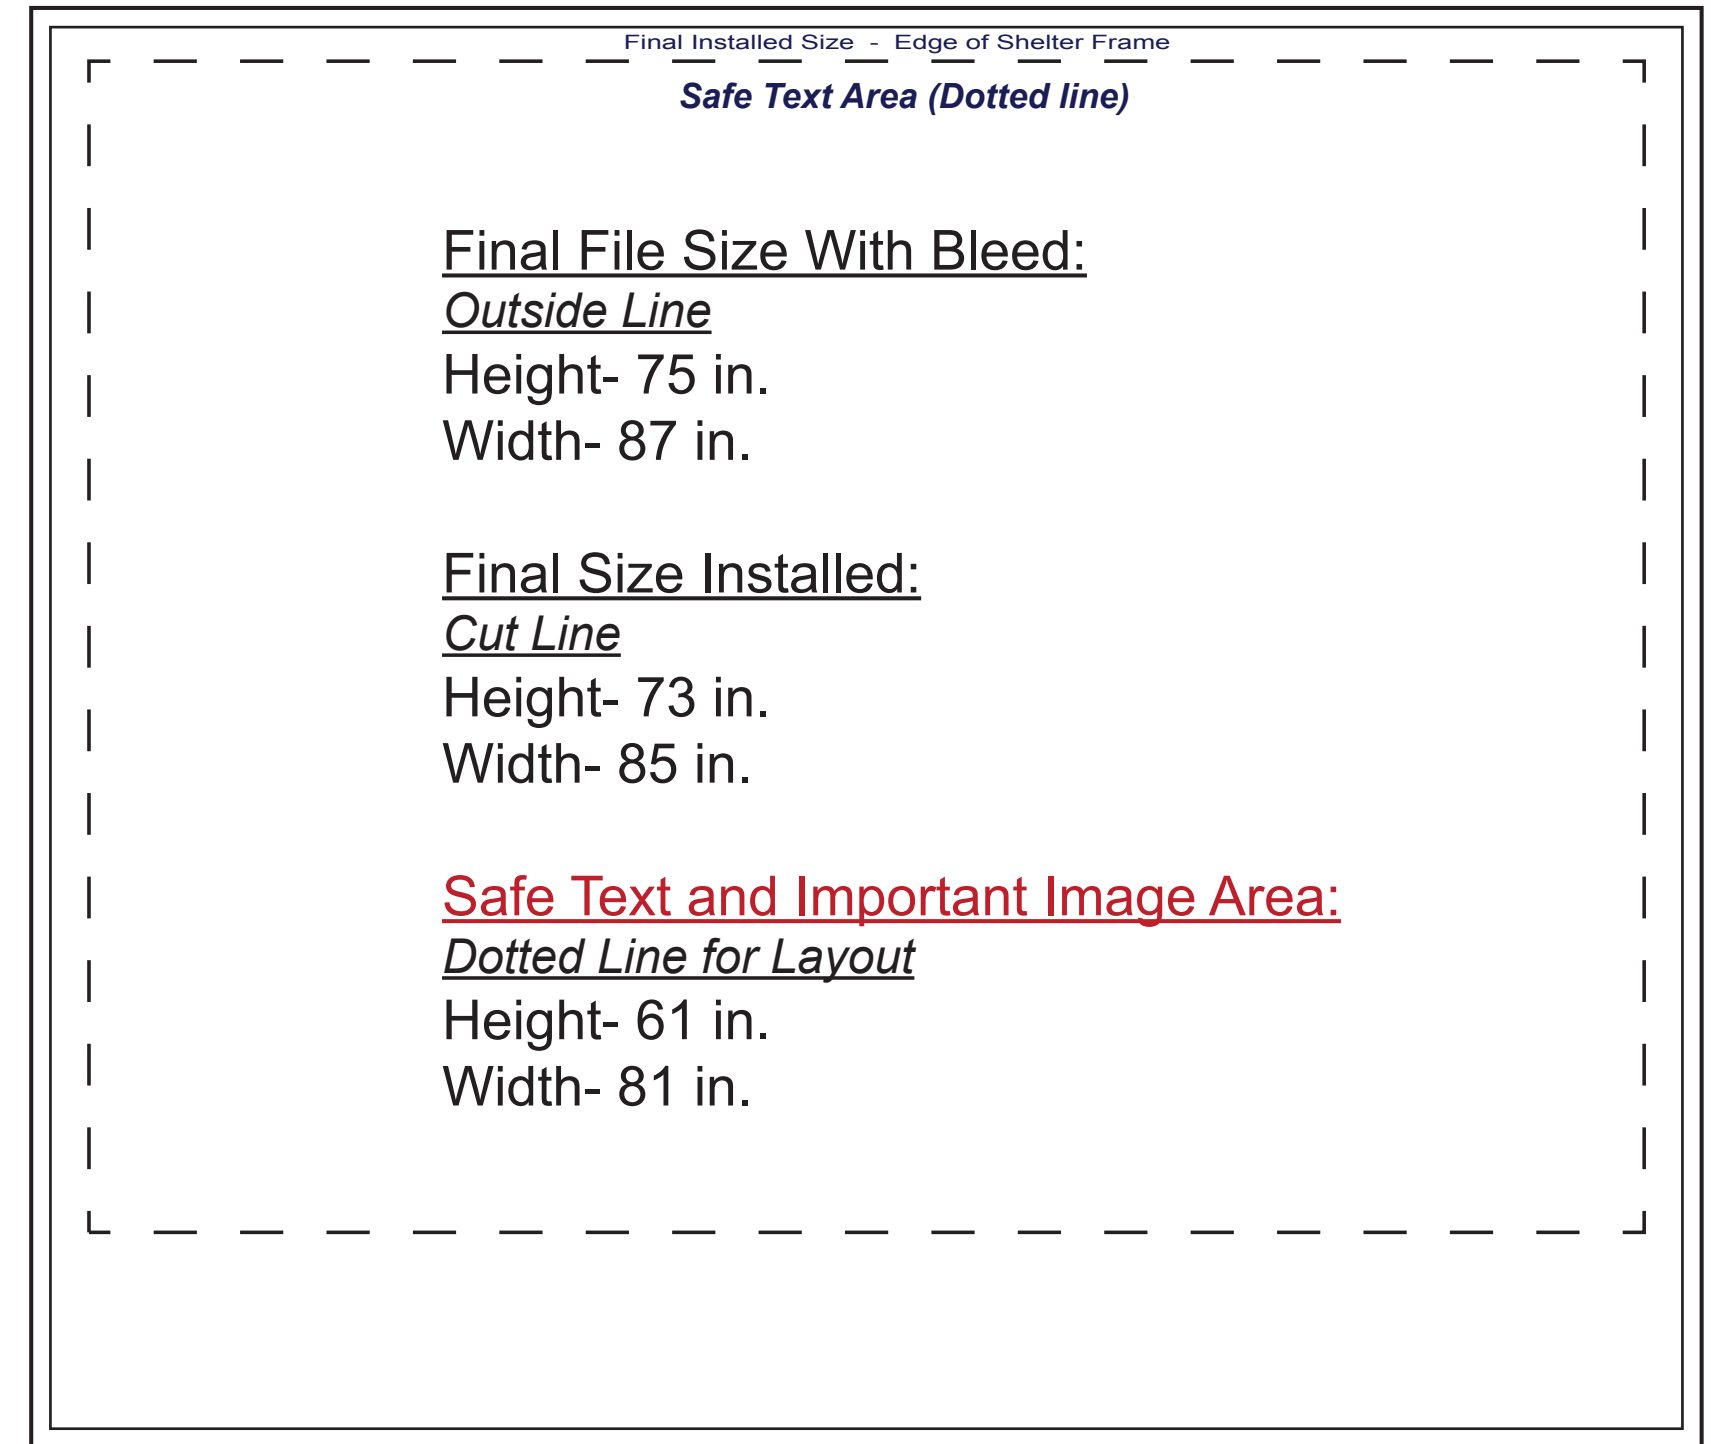 Final Installed Size - Edge of Shelter Frame
Safe Text Area (Dotted line)
Final File Size With Bleed:
Outside Line
Height- 75 in.
Width- 87 in.
Final Size Installed:
Cut Line
Height- 73 in.
Width- 85 in.
Safe Text and Important Image Area:
Dotted Line for Layout
Height- 61 in.
Width- 81 in.